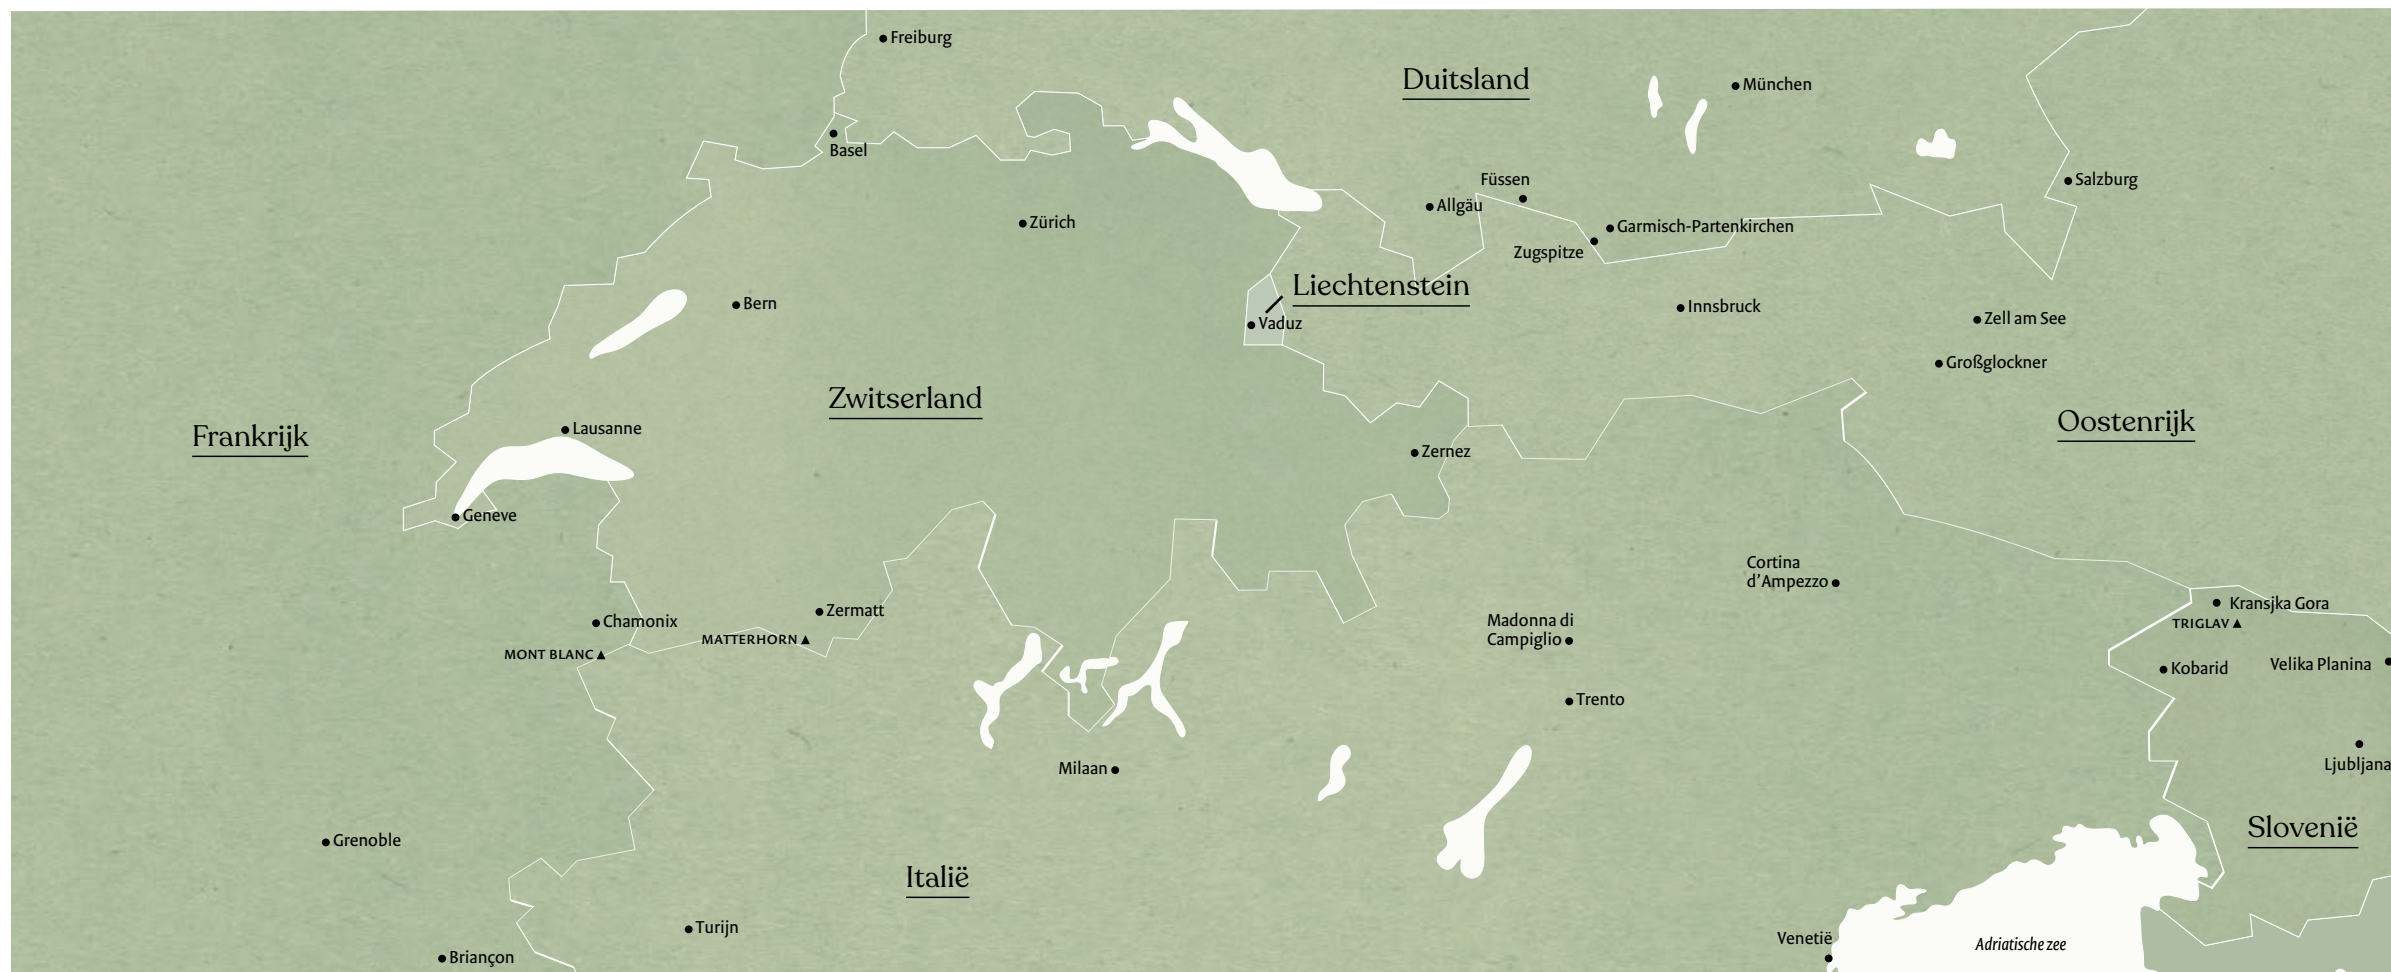 Freiburg
Duitsland
München
Basel
Füssen
Salzburg
Allgäu
Zürich
Garmisch-Partenkirchen
Zugspitze
Liechtenstein
Bern
Innsbruck
Vaduz
Zell am See
Großglockner
Zwitserland
Oostenrijk
Frankrijk
Lausanne
Zernez
Geneve
Cortina
d’Ampezzo
Zermatt
Kransjka Gora
Chamonix
Madonna di
Campiglio
TRIGLAV
MATTERHORN
MONT BLANC
Kobarid
Velika Planina
Trento
Milaan
Ljubljana
Slovenië
Grenoble
Italië
Turijn
Venetië
Adriatische zee
Briançon